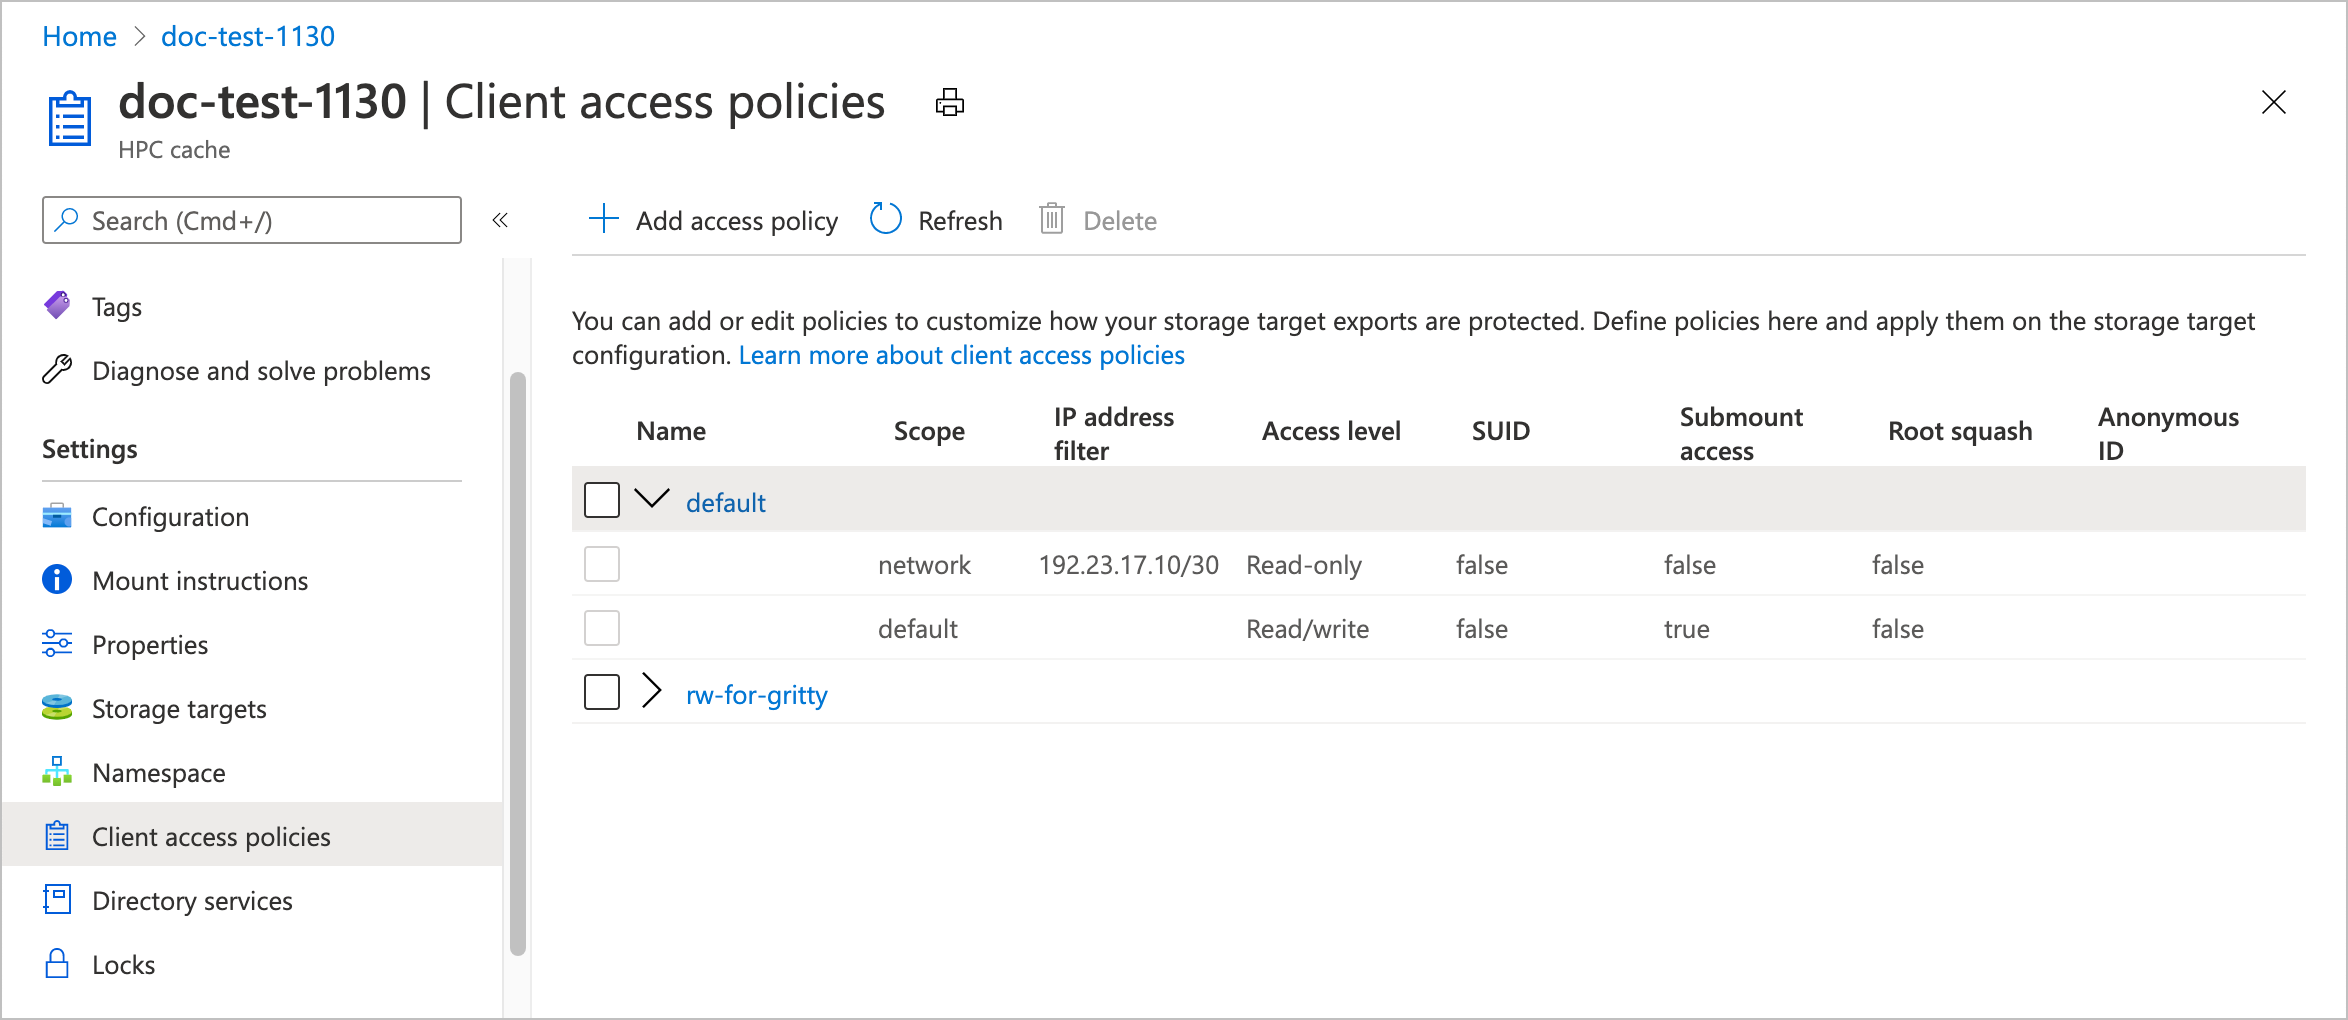 Home > doc-test-1130
doc-test-1130 | Client access policies
HPC cache
Search (Cmd+/)
«
Tags
Diagnose and solve problems
Settings
Configuration
Mount instructions
Properties
Storage targets
Namespace
Client access policies
Directory services
Locks
Add access policy Refresh Delete
You can add or edit policies to customize how your storage target exports are protected. Define policies here and apply them on the storage target
configuration. Learn more about client access policies
Name Scope IP address filter Access level SUID Submount access Root squash Anonymous ID
default
network 192.23.17.10/30 Read-only false false false
default Read/write false true false
rw-for-gritty